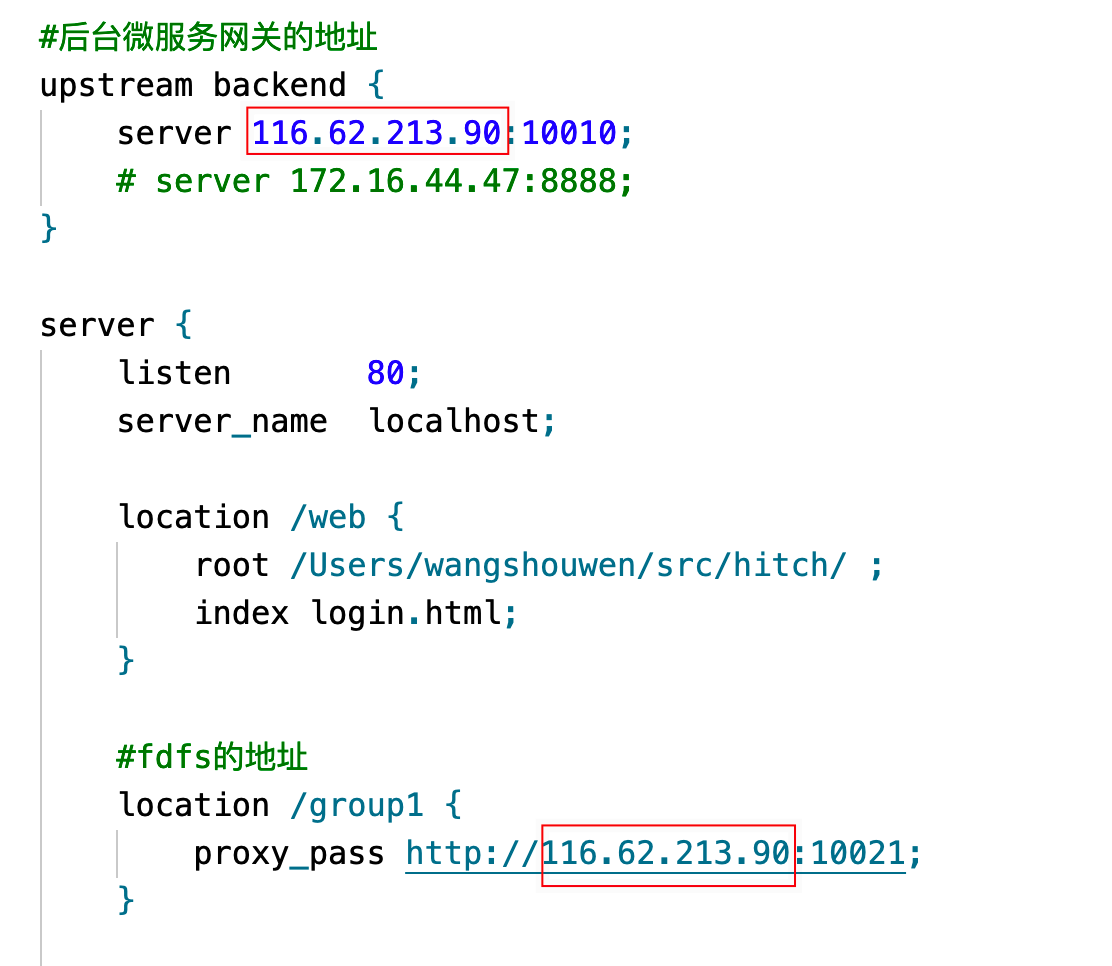 #后台微服务网关的地址
upstream backend {
    server 116.62.213.90:10010;
    # server 172.16.44.47:8888;
}
server {
    listen       80;
    server_name  localhost;
    location /web {
        root /Users/wangshouwen/src/hitch/ ;
        index login.html;
    }
    #fdfs的地址
    location /group1 {
        proxy_pass http://116.62.213.90:10021;
    }